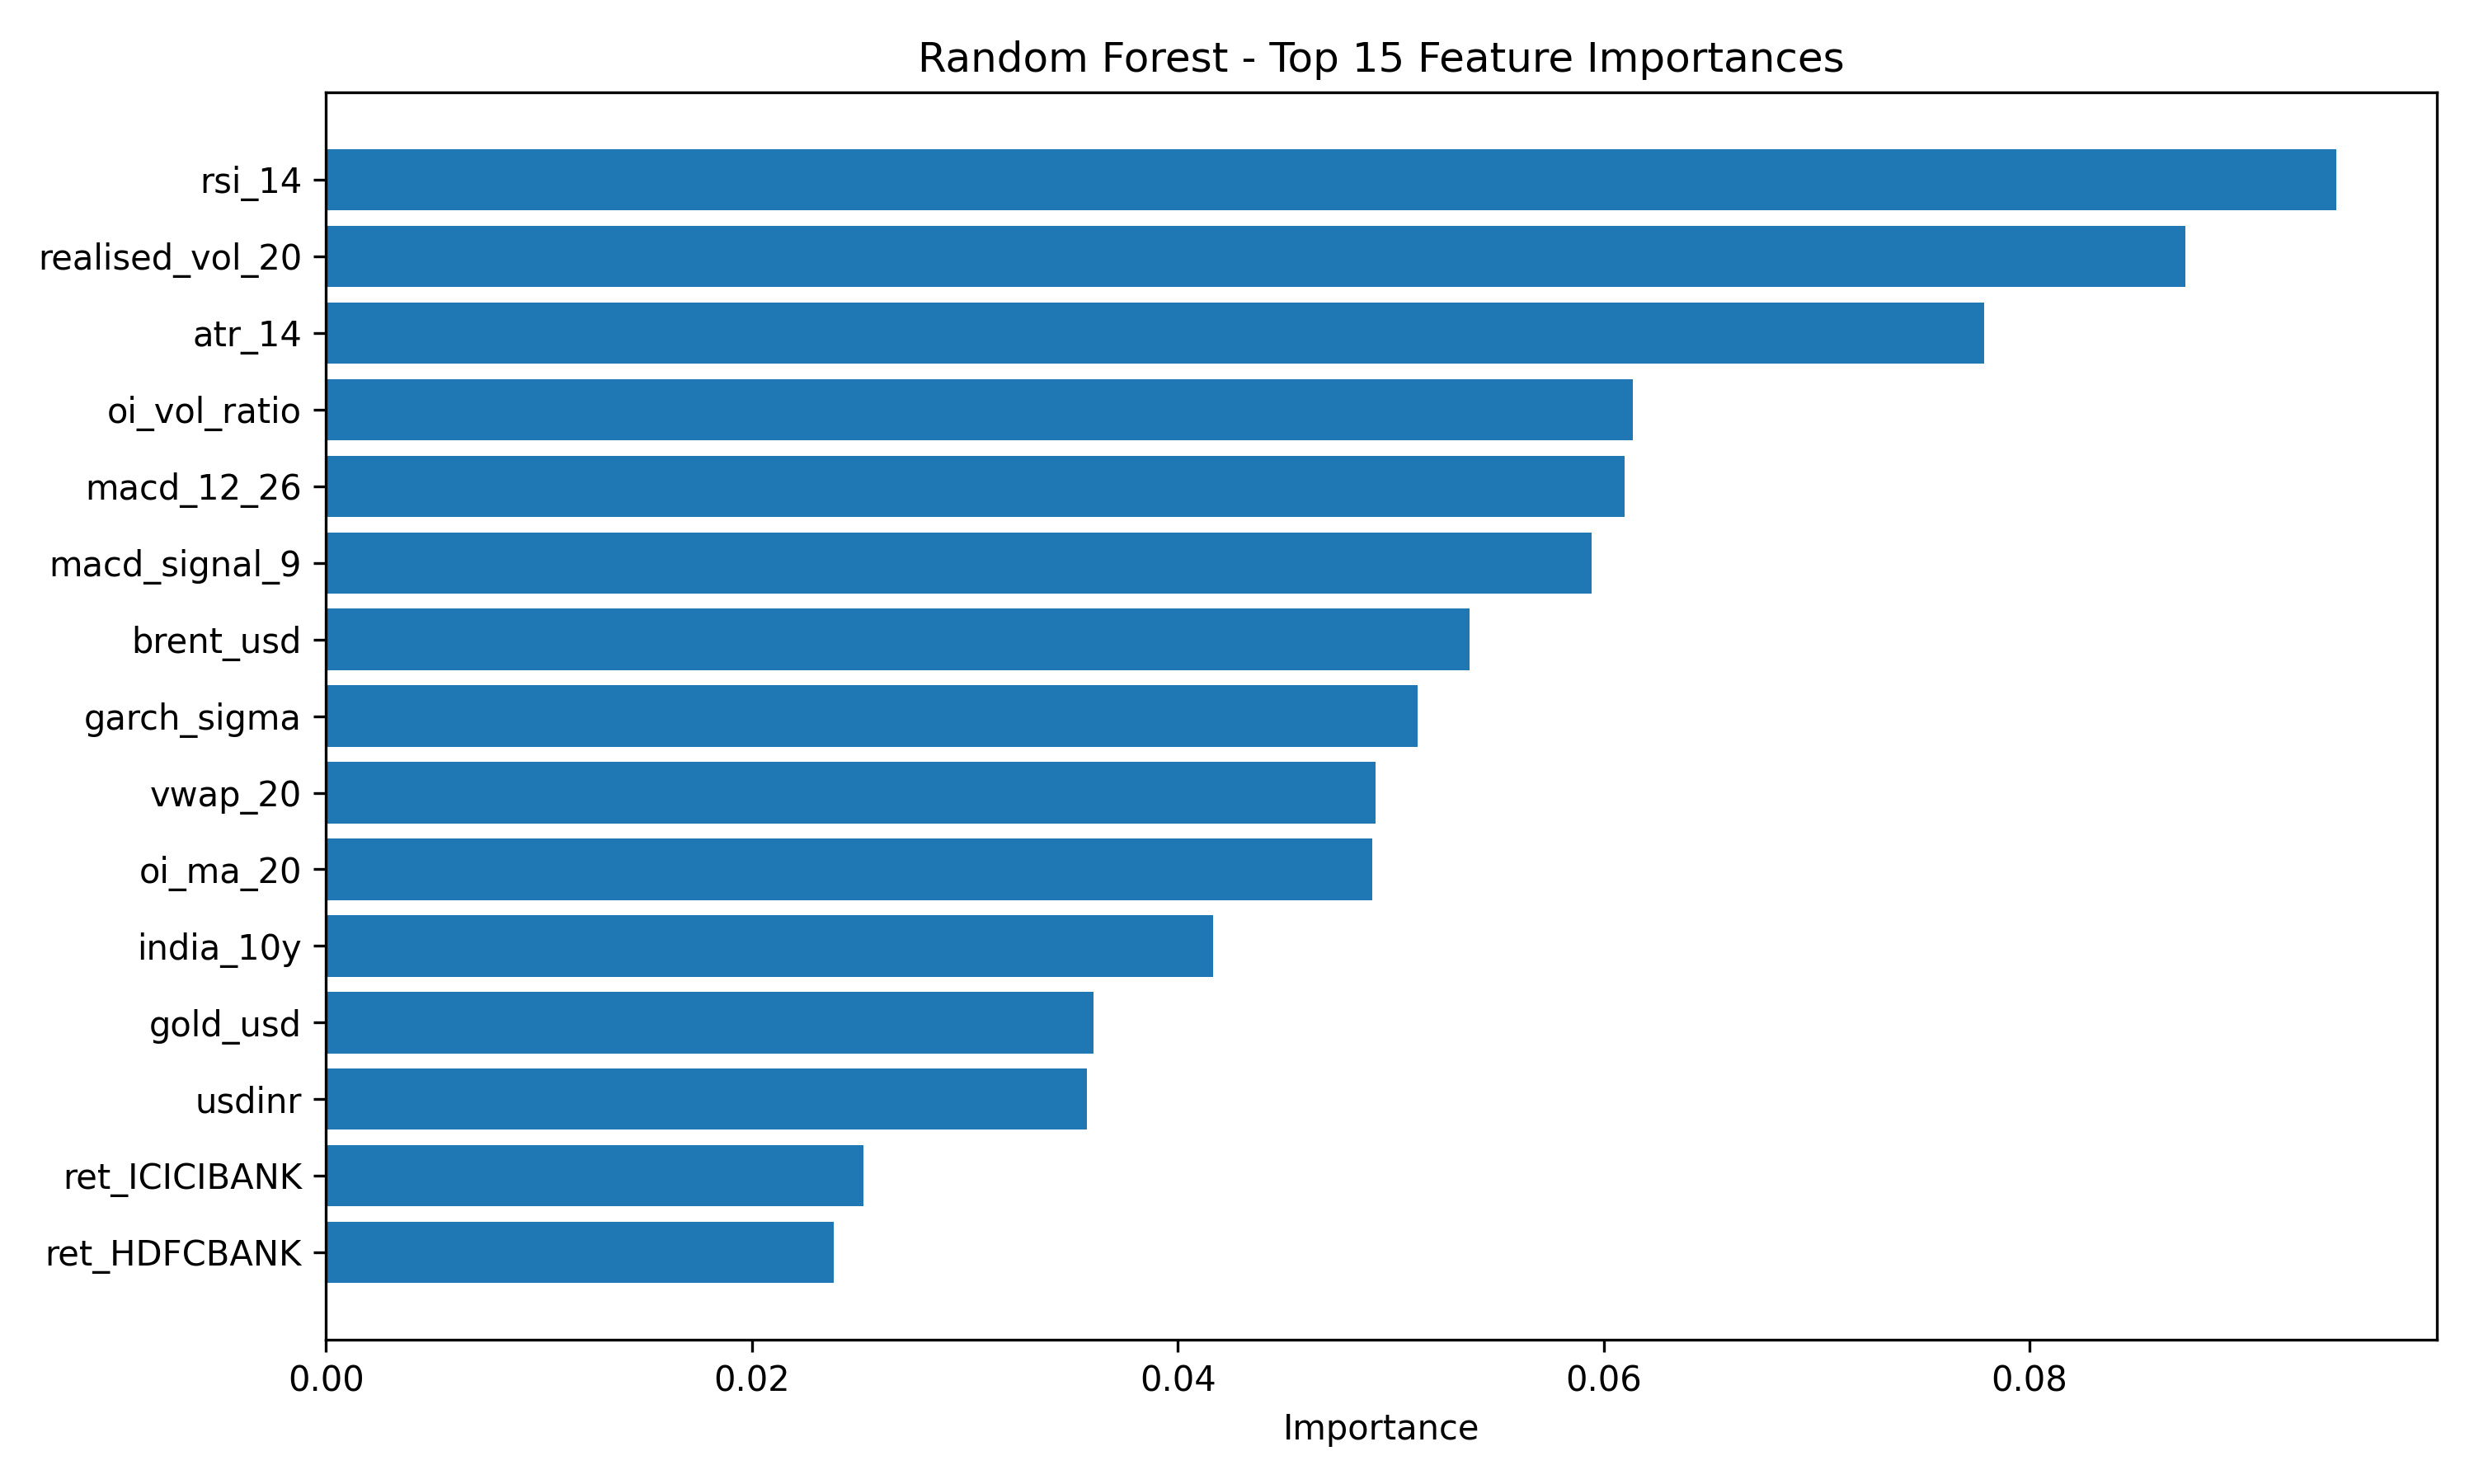 Random Forest - Top 15 Feature Importances
rsi_14
realised_vol_20
atr_14
oi_vol_ratio
macd_12_26
macd_signal_9
brent_usd
garch_sigma
vwap_20
oi_ma_20
india_10y
gold_usd
usdinr
ret_ICICIBANK
ret_HDFCBANK
0.00 0.02 0.04 0.06 0.08
Importance